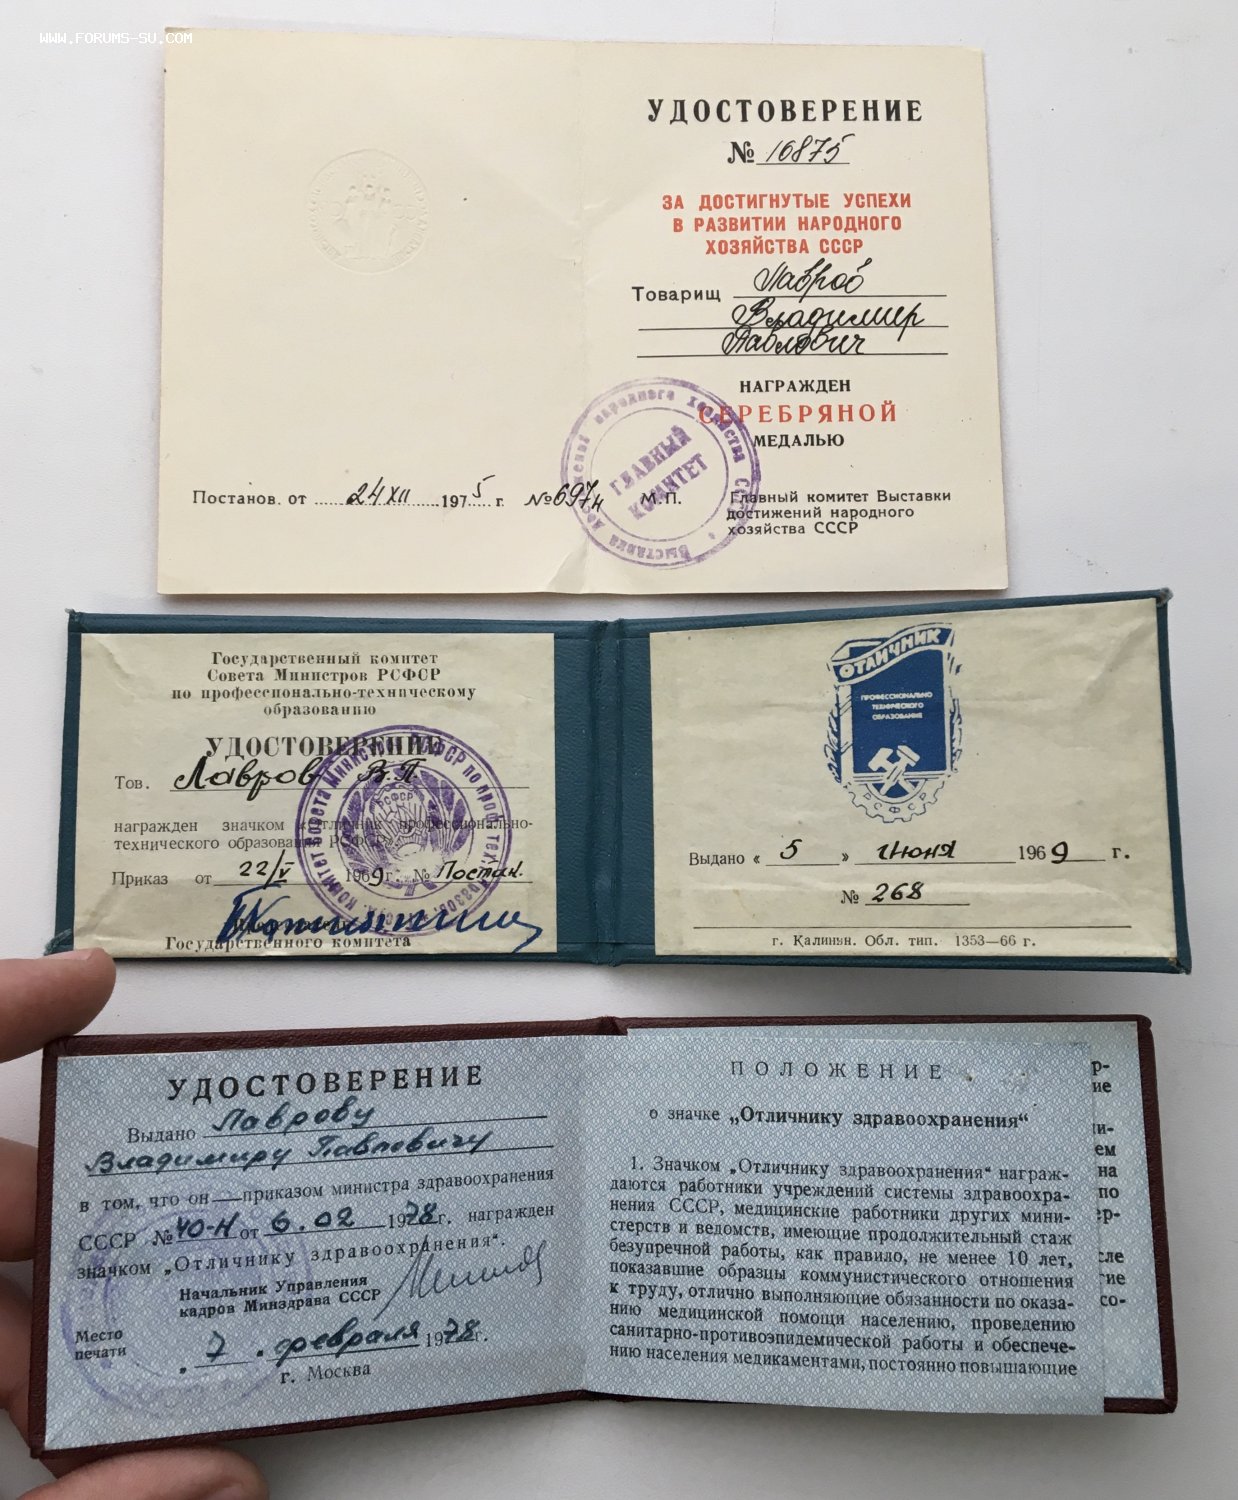 WWW.FORUMS-SU.COM
УДОСТОВЕРЕНИЕ
№ 16875
ЗА ДОСТИГНУТЫЕ УСПЕХИ
В РАЗВИТИИ НАРОДНОГО
ХОЗЯЙСТВА СССР
Товарищ Лавров
Владимир
Павлович
НАГРАЖДЕН
СЕРЕБРЯНОЙ
МЕДАЛЬЮ
Постанов. от 24 XII 1975 г. № 697н М.П.
Главный комитет Выставки
достижений народного
хозяйства СССР
ГЛАВНЫЙ
КОМИТЕТ
Государственный комитет
Совета Министров РСФСР
по профессионально-техническому
образованию
УДОСТОВЕРЕНИЕ
Тов. Лавров В.П.
награжден значком «Отличник профессионально-
технического образования РСФСР»
Приказ от 22/V 1969 г. № Постан.
Государственного комитета
ОТЛИЧНИК
ПРОФЕССИОНАЛЬНО
ТЕХНИЧЕСКОГО
ОБРАЗОВАНИЯ
РСФСР
Выдано « 5 » июня 1969 г.
№ 268
г. Калинин. Обл. тип. 1353—66 г.
УДОСТОВЕРЕНИЕ
Выдано Лаврову
Владимиру Павловичу
в том, что он — приказом министра здравоохранения
СССР № 40-Н от 6.02 1978 г. награжден
значком „Отличнику здравоохранения“.
Начальник Управления
кадров Минздрава СССР
Место
печати
„ 7 „ февраля 1978 г.
г. Москва
ПОЛОЖЕНИЕ
о значке „Отличнику здравоохранения“
1. Значком „Отличнику здравоохранения“ награж-
даются работники учреждений системы здравоохра-
нения СССР, медицинские работники других мини-
стерств и ведомств, имеющие продолжительный стаж
безупречной работы, как правило, не менее 10 лет,
показавшие образцы коммунистического отношения
к труду, отлично выполняющие обязанности по оказа-
нию медицинской помощи населению, проведению
санитарно-противоэпидемической работы и обеспече-
нию населения медикаментами, постоянно повышающие